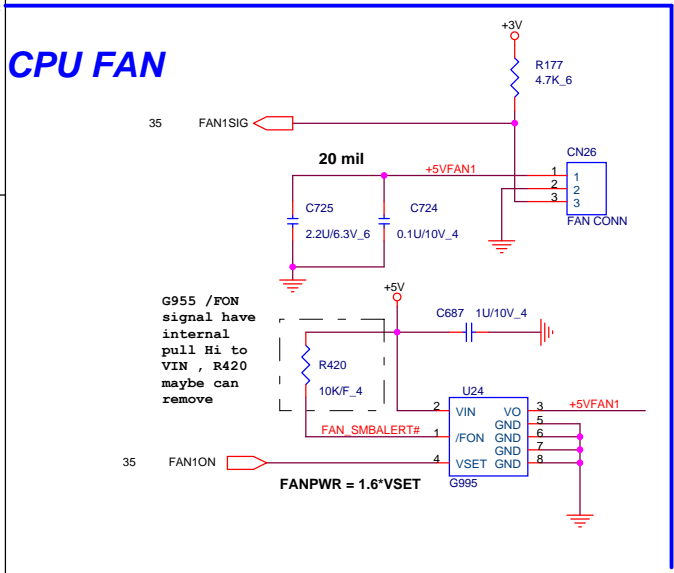 CPU FAN
+3V
R177
4.7K_6
35 FAN1SIG
20 mil
+5VFAN1
CN26
1 1
2 2
3 3
FAN CONN
C725
2.2U/6.3V_6
C724
0.1U/10V_4
+5V
G955 /FON
signal have
internal
pull Hi to
VIN , R420
maybe can
remove
C687 1U/10V_4
R420
10K/F_4
U24
2 VIN VO 3 +5VFAN1
GND 5
FAN_SMBALERT# 1 /FON GND 6
GND 7
35 FAN1ON 4 VSET GND 8
G995
FANPWR = 1.6*VSET